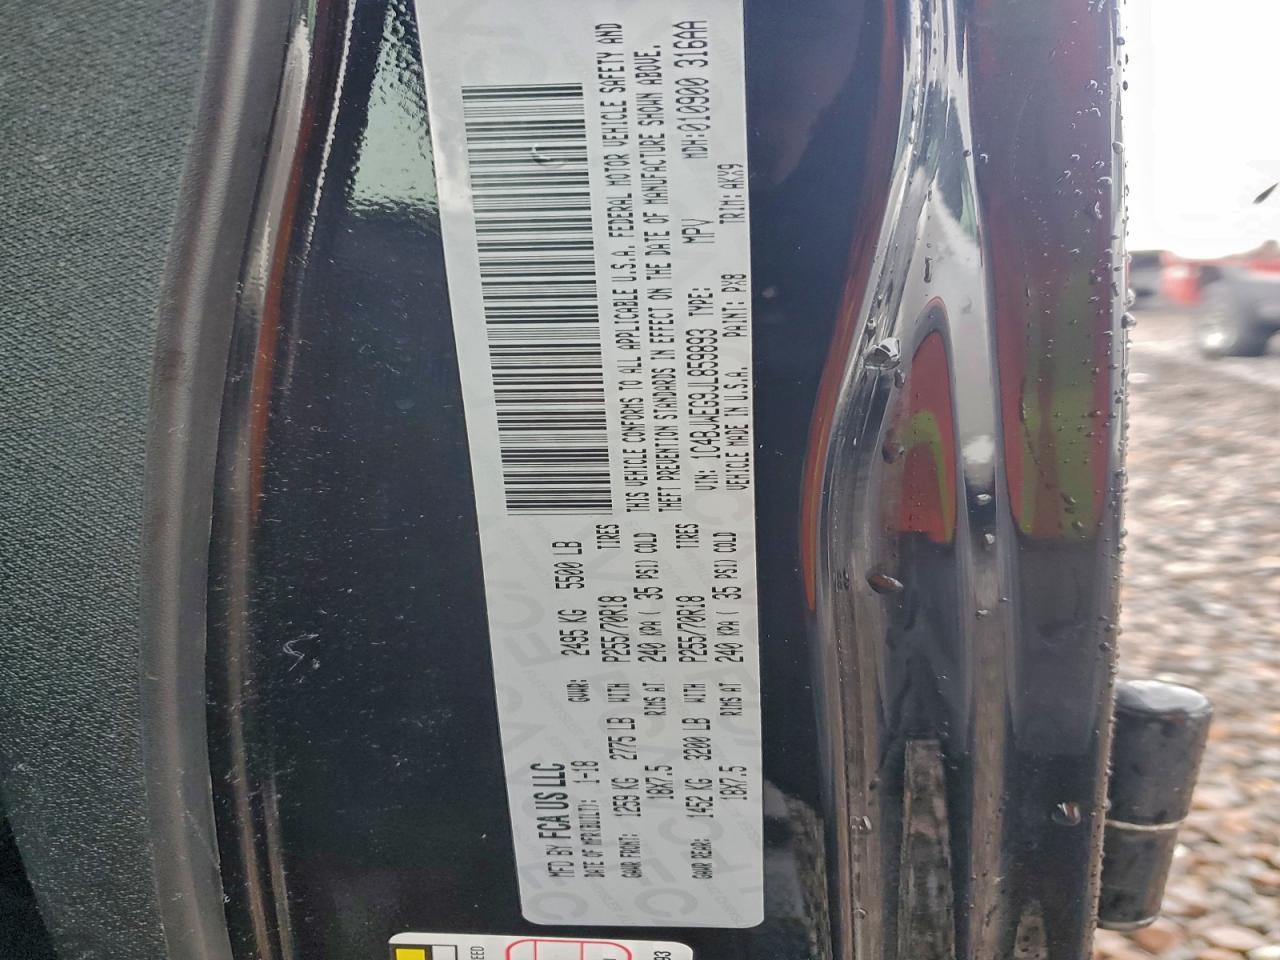 MFD BY FCA US LLC
DATE OF MFR(BUILT): 1-18 GVWR: 2495 KG 5500 LB
GAWR FRONT: 1259 KG 2775 LB WITH P255/70R18 TIRES
18X7.5 RIMS AT 240 KPA ( 35 PSI) COLD
GAWR REAR: 1452 KG 3200 LB WITH P255/70R18 TIRES
18X7.5 RIMS AT 240 KPA ( 35 PSI) COLD
THIS VEHICLE CONFORMS TO ALL APPLICABLE U.S.A. FEDERAL MOTOR VEHICLE SAFETY AND
THEFT PREVENTION STANDARDS IN EFFECT ON THE DATE OF MANUFACTURE SHOWN ABOVE.
VIN: 1C4BJWEG9JL859893 TYPE: MPV MDH:010900 316AA
VEHICLE MADE IN U.S.A. PAINT: PX8 TRIM: AKX9